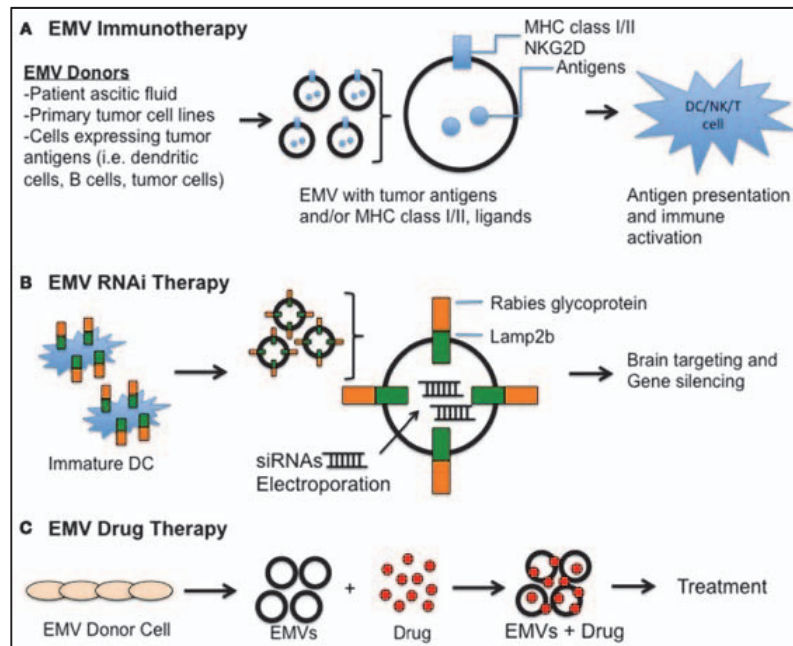 A EMV Immunotherapy
EMV Donors
-Patient ascitic fluid
-Primary tumor cell lines
-Cells expressing tumor
antigens (i.e. dendritic
cells, B cells, tumor cells)
EMV with tumor antigens
and/or MHC class I/II, ligands
MHC class I/II
NKG2D
Antigens
DC/NK/T
cell
Antigen presentation
and immune
activation
B EMV RNAi Therapy
Immature DC
siRNAs
Electroporation
Rabies glycoprotein
Lamp2b
Brain targeting and
Gene silencing
C EMV Drug Therapy
EMV Donor Cell
EMVs
+
Drug
EMVs + Drug
Treatment